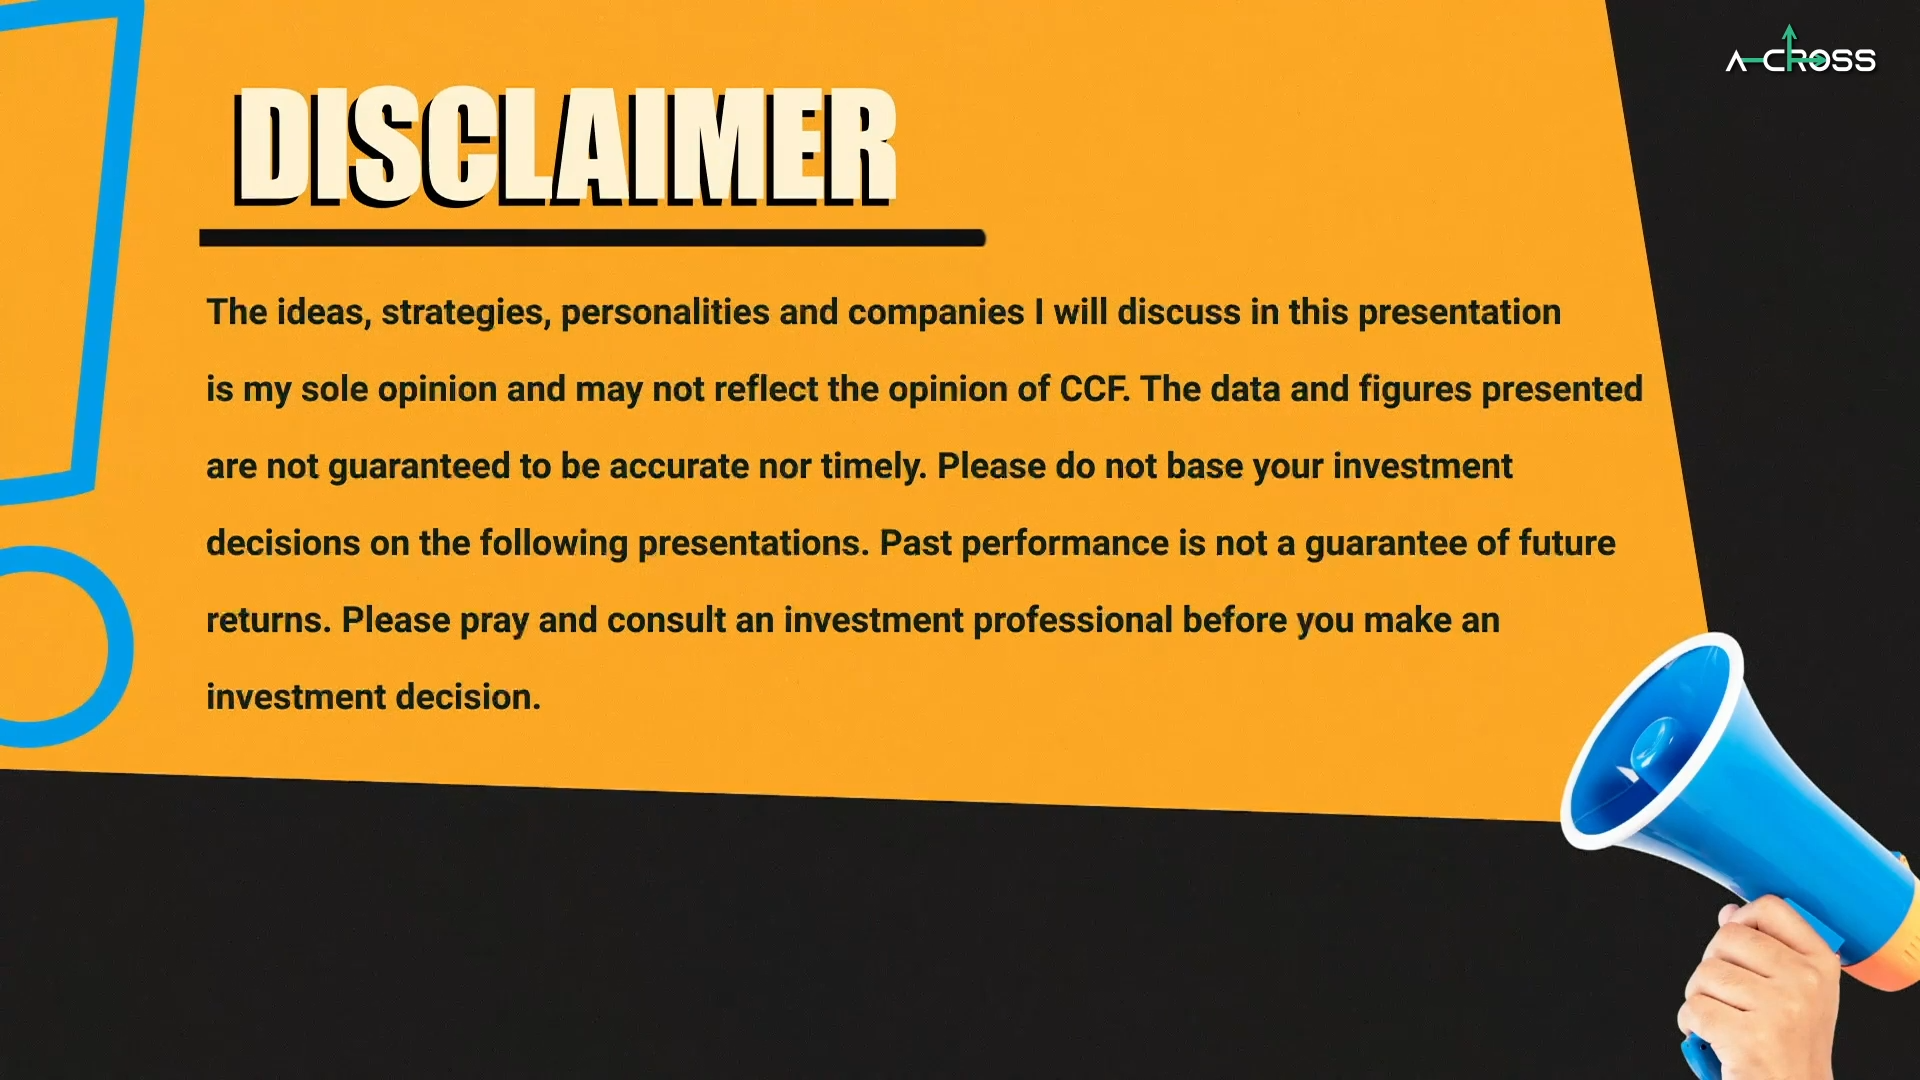 A-CROSS
DISCLAIMER
The ideas, strategies, personalities and companies I will discuss in this presentation
is my sole opinion and may not reflect the opinion of CCF. The data and figures presented
are not guaranteed to be accurate nor timely. Please do not base your investment
decisions on the following presentations. Past performance is not a guarantee of future
returns. Please pray and consult an investment professional before you make an
investment decision.